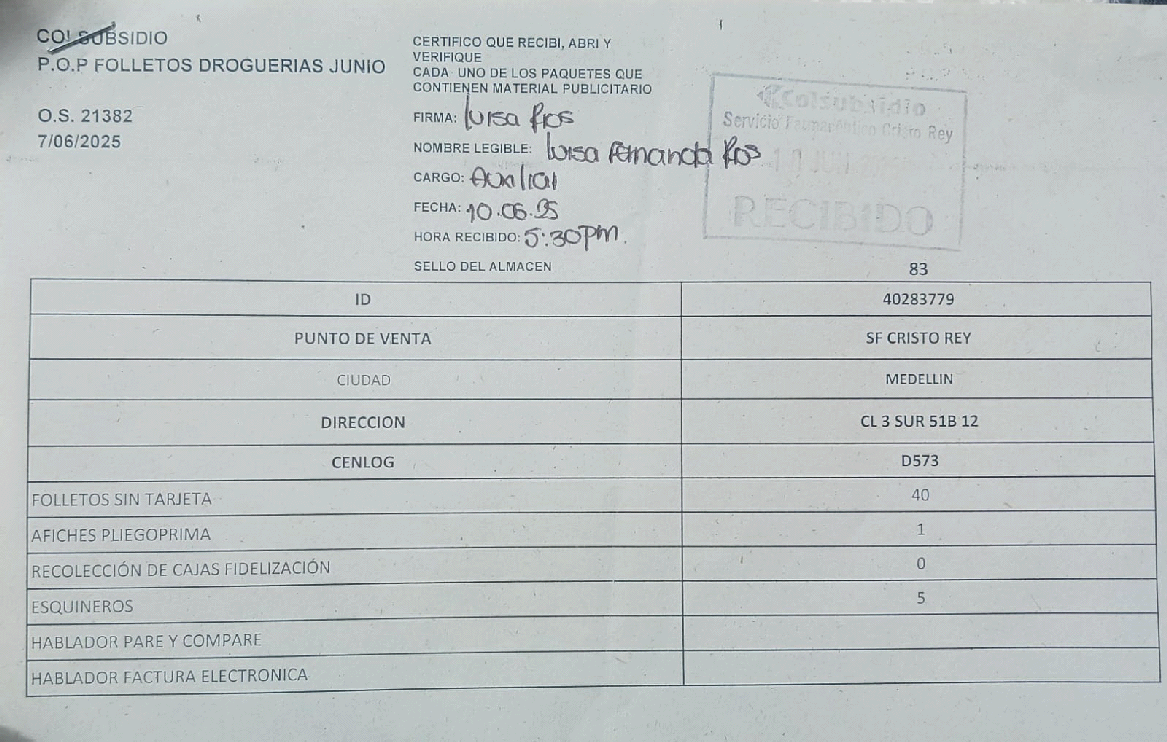 COLSUBSIDIO
P.O.P FOLLETOS DROGUERIAS JUNIO
O.S. 21382
7/06/2025
CERTIFICO QUE RECIBI, ABRI Y
VERIFIQUE
CADA UNO DE LOS PAQUETES QUE
CONTIENEN MATERIAL PUBLICITARIO
FIRMA: Luisa Rios
NOMBRE LEGIBLE: Luisa Fernanda Rios
CARGO: Auxiliar
FECHA: 10.06.25
HORA RECIBIDO: 5:30pm.
SELLO DEL ALMACEN
Colsubsidio
Servicio Farmacéutico Cristo Rey
10 JUN
RECIBIDO
83
ID 40283779
PUNTO DE VENTA SF CRISTO REY
CIUDAD MEDELLIN
DIRECCION CL 3 SUR 51B 12
CENLOG D573
FOLLETOS SIN TARJETA 40
AFICHES PLIEGOPRIMA 1
RECOLECCIÓN DE CAJAS FIDELIZACIÓN 0
ESQUINEROS 5
HABLADOR PARE Y COMPARE
HABLADOR FACTURA ELECTRONICA